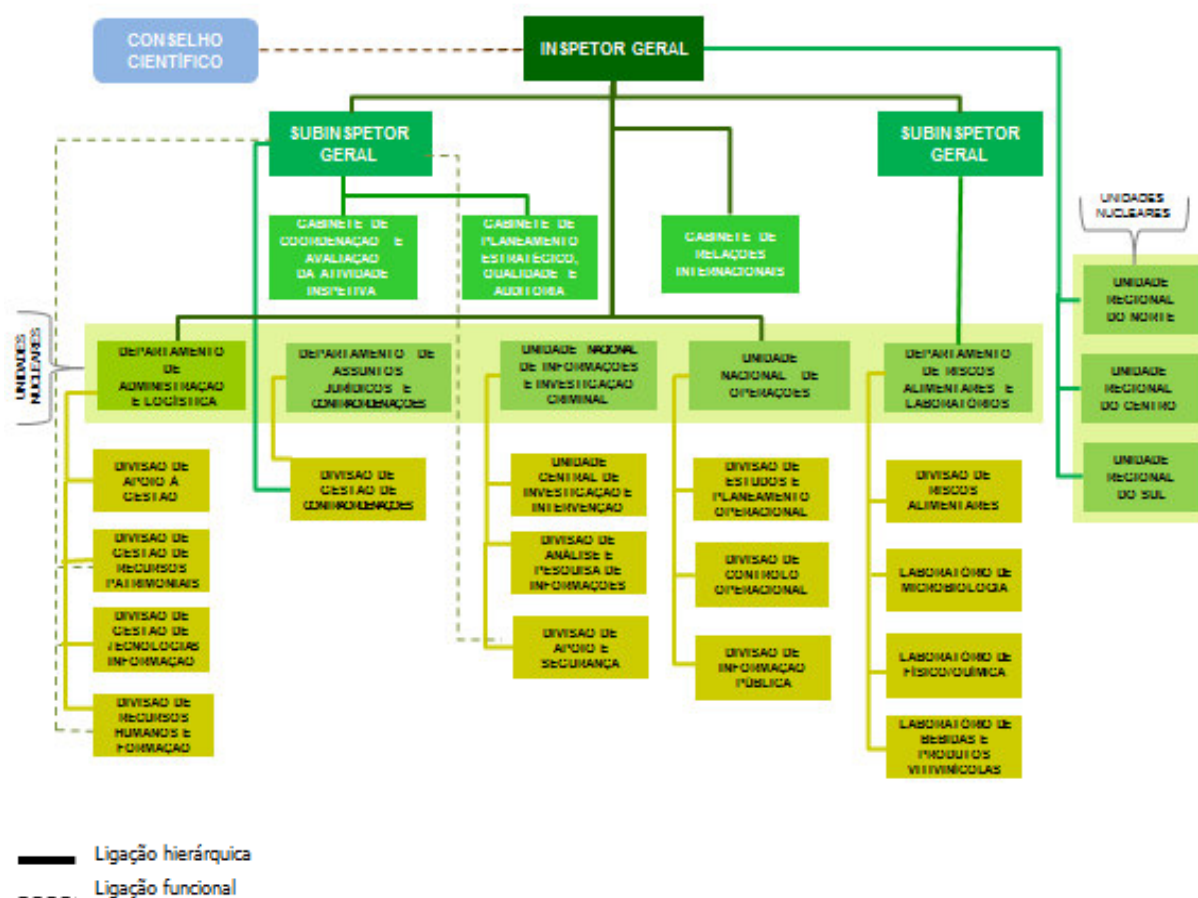 CONSELHO
CIENTÍFICO
INSPETOR GERAL
SUBINSPETOR
GERAL
SUBINSPETOR
GERAL
UNIDADES
NUCLEARES
GABINETE DE
COORDENAÇÃO E
AVALIAÇÃO
DA ATIVIDADE
INSPETIVA
GABINETE DE
PLANEAMENTO
ESTRATÉGICO,
QUALIDADE E
AUDITORIA
GABINETE DE
RELAÇÕES
INTERNACIONAIS
UNIDADE
REGIONAL
DO NORTE
UNIDADE
REGIONAL
DO CENTRO
UNIDADE
REGIONAL
DO SUL
UNIDADES
NUCLEARES
DEPARTAMENTO
DE
ADMINISTRAÇÃO
E LOGÍSTICA
DEPARTAMENTO DE
ASSUNTOS
JURÍDICOS E
CONTRAORDENAÇÕES
UNIDADE NACIONAL
DE INFORMAÇÕES
E INVESTIGAÇÃO
CRIMINAL
UNIDADE
NACIONAL DE
OPERAÇÕES
DEPARTAMENTO
DE RISCOS
ALIMENTARES E
LABORATÓRIOS
DIVISÃO DE
APOIO À
GESTÃO
DIVISÃO DE
GESTÃO DE
RECURSOS
PATRIMONIAIS
DIVISÃO DE
GESTÃO DE
TECNOLOGIAS
INFORMAÇÃO
DIVISÃO DE
RECURSOS
HUMANOS E
FORMAÇÃO
DIVISÃO DE
GESTÃO DE
CONTRAORDENAÇÕES
UNIDADE
CENTRAL DE
INVESTIGAÇÃO E
INTERVENÇÃO
DIVISÃO DE
ANÁLISE E
PESQUISA DE
INFORMAÇÕES
DIVISÃO DE
APOIO E
SEGURANÇA
DIVISÃO DE
ESTUDOS E
PLANEAMENTO
OPERACIONAL
DIVISÃO DE
CONTROLO
OPERACIONAL
DIVISÃO DE
INFORMAÇÃO
PÚBLICA
DIVISÃO DE
RISCOS
ALIMENTARES
LABORATÓRIO DE
MICROBIOLOGIA
LABORATÓRIO DE
FÍSICO/QUÍMICA
LABORATÓRIO DE
BEBIDAS E
PRODUTOS
VITIVINÍCOLAS
Ligação hierárquica
Ligação funcional